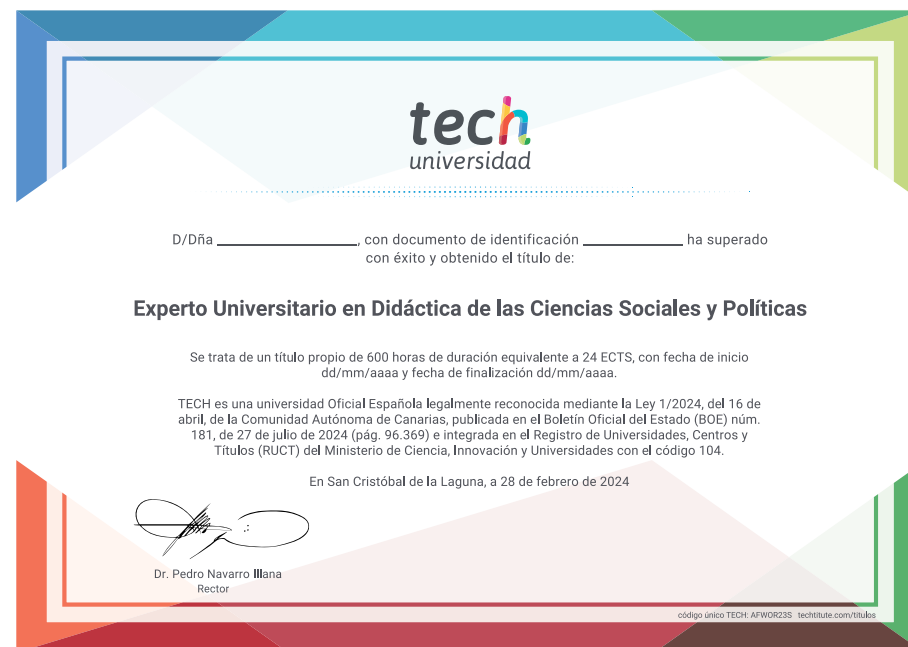 tech
universidad
D/Dña ________________, con documento de identificación ____________ ha superado
con éxito y obtenido el título de:
Experto Universitario en Didáctica de las Ciencias Sociales y Políticas
Se trata de un título propio de 600 horas de duración equivalente a 24 ECTS, con fecha de inicio
dd/mm/aaaa y fecha de finalización dd/mm/aaaa.
TECH es una universidad Oficial Española legalmente reconocida mediante la Ley 1/2024, del 16 de
abril, de la Comunidad Autónoma de Canarias, publicada en el Boletín Oficial del Estado (BOE) núm.
181, de 27 de julio de 2024 (pág. 96.369) e integrada en el Registro de Universidades, Centros y
Títulos (RUCT) del Ministerio de Ciencia, Innovación y Universidades con el código 104.
En San Cristóbal de la Laguna, a 28 de febrero de 2024
Dr. Pedro Navarro Illana
Rector
código único TECH: AFWOR23S techtitute.com/titulos